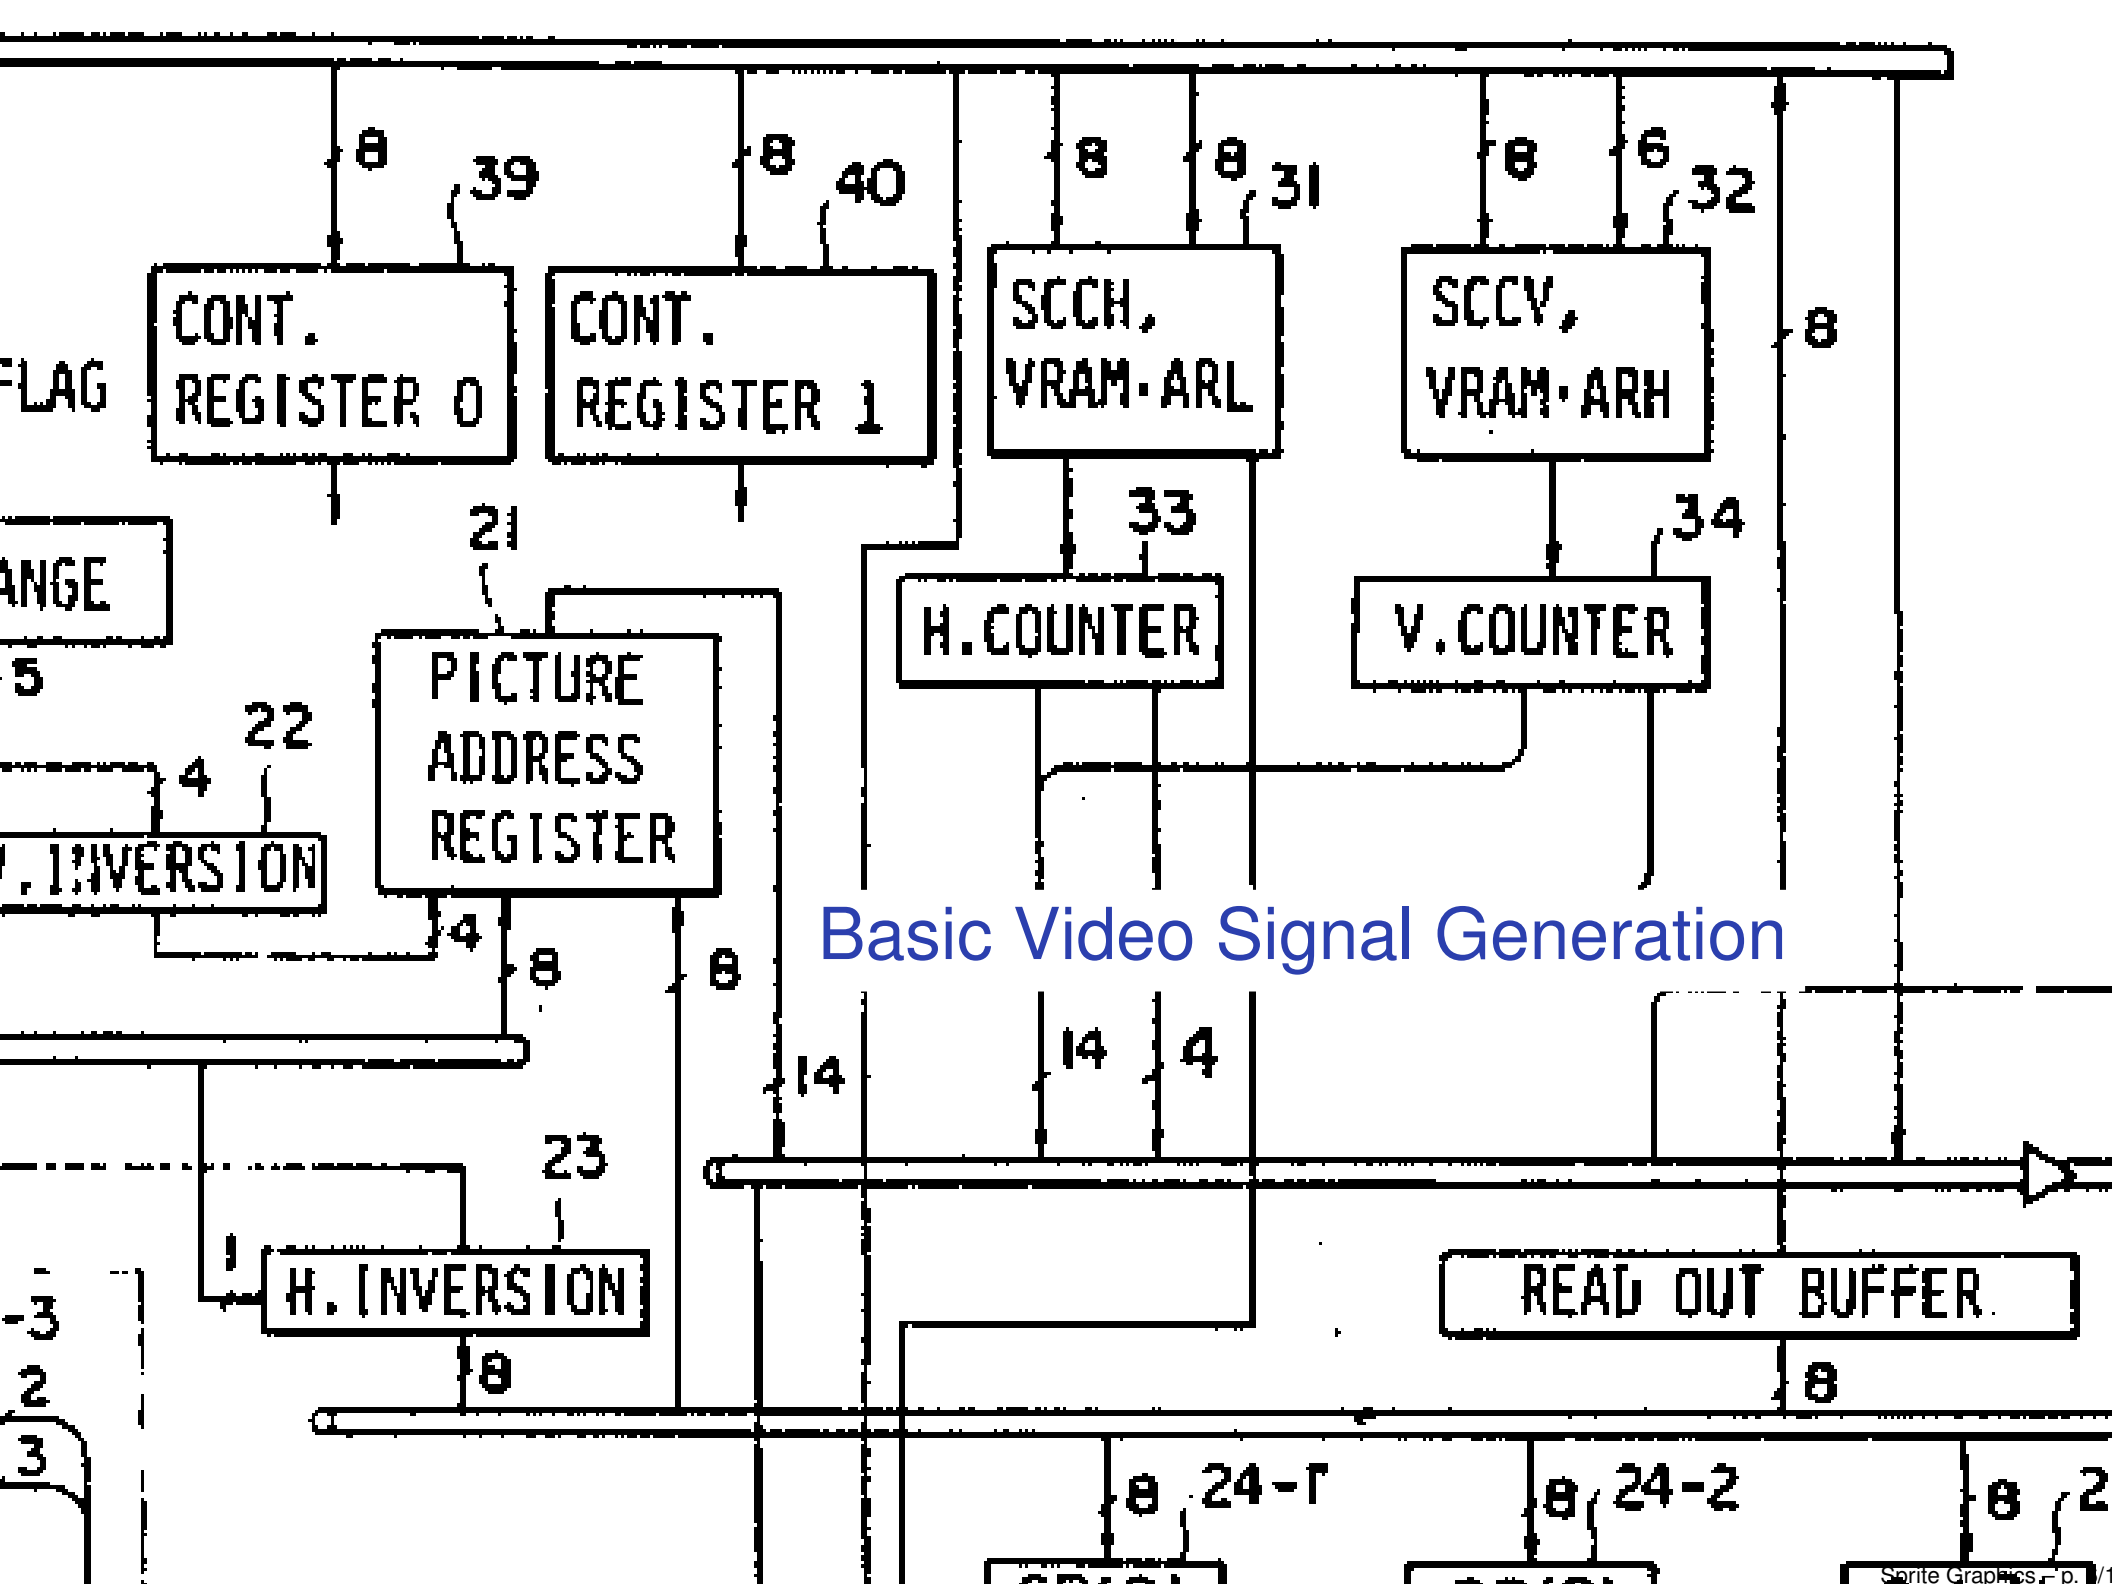 8
8
8
8
8
6
39
40
31
32
CONT.
REGISTER 0
CONT.
REGISTER 1
SCCH,
VRAM·ARL
SCCV,
VRAM·ARH
8
FLAG
21
33
34
ANGE
H.COUNTER
V.COUNTER
5
PICTURE
ADDRESS
REGISTER
22
4
V.INVERSION
4
8
8
Basic Video Signal Generation
14
14
4
23
1
H.INVERSION
READ OUT BUFFER
-3
2
3
8
8
8
24-1
8
24-2
8
2
Sprite Graphics – p.